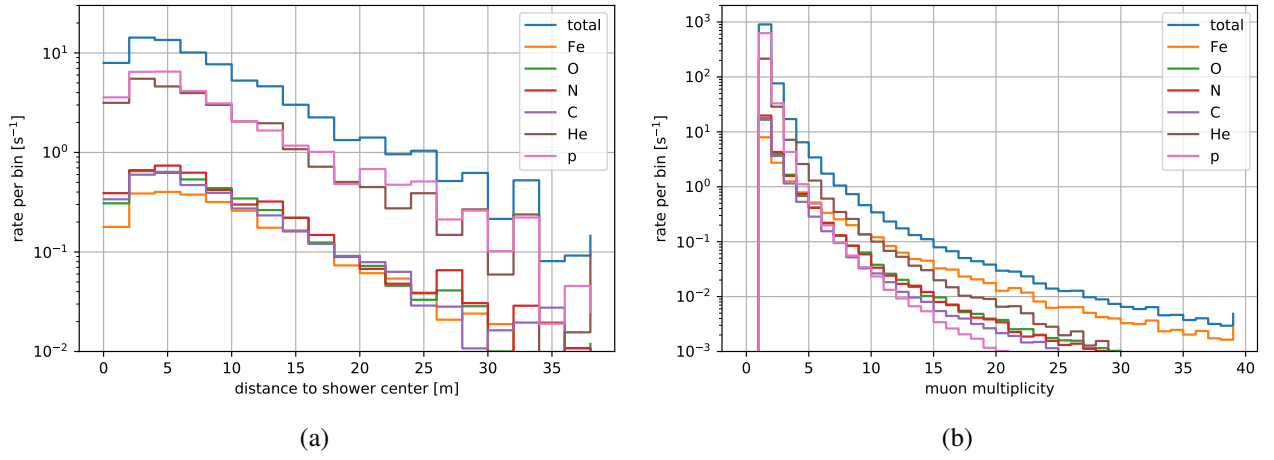 total
Fe
O
N
C
He
p
rate per bin [s⁻¹]
10¹
10⁰
10⁻¹
10⁻²
0 5 10 15 20 25 30 35
distance to shower center [m]
(a)
total
Fe
O
N
C
He
p
rate per bin [s⁻¹]
10³
10²
10¹
10⁰
10⁻¹
10⁻²
10⁻³
0 5 10 15 20 25 30 35 40
muon multiplicity
(b)